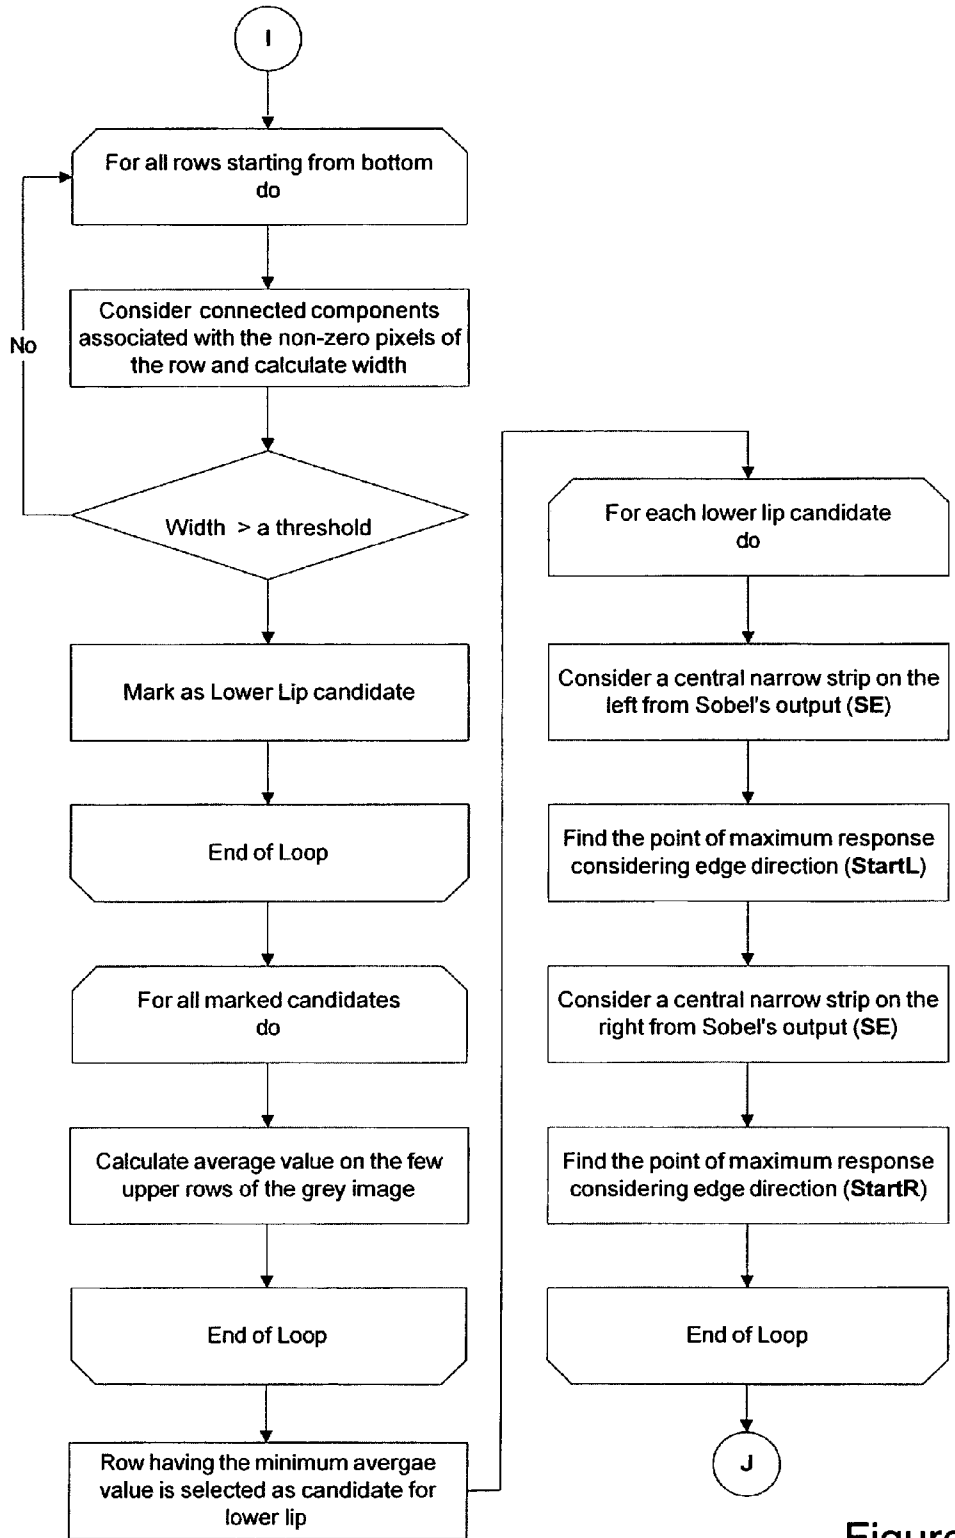 I
For all rows starting from bottom
do
Consider connected components
associated with the non-zero pixels of
the row and calculate width
No
Width > a threshold
Mark as Lower Lip candidate
End of Loop
For all marked candidates
do
Calculate average value on the few
upper rows of the grey image
End of Loop
Row having the minimum avergae
value is selected as candidate for
lower lip
For each lower lip candidate
do
Consider a central narrow strip on the
left from Sobel's output (SE)
Find the point of maximum response
considering edge direction (StartL)
Consider a central narrow strip on the
right from Sobel's output (SE)
Find the point of maximum response
considering edge direction (StartR)
End of Loop
J
Figure